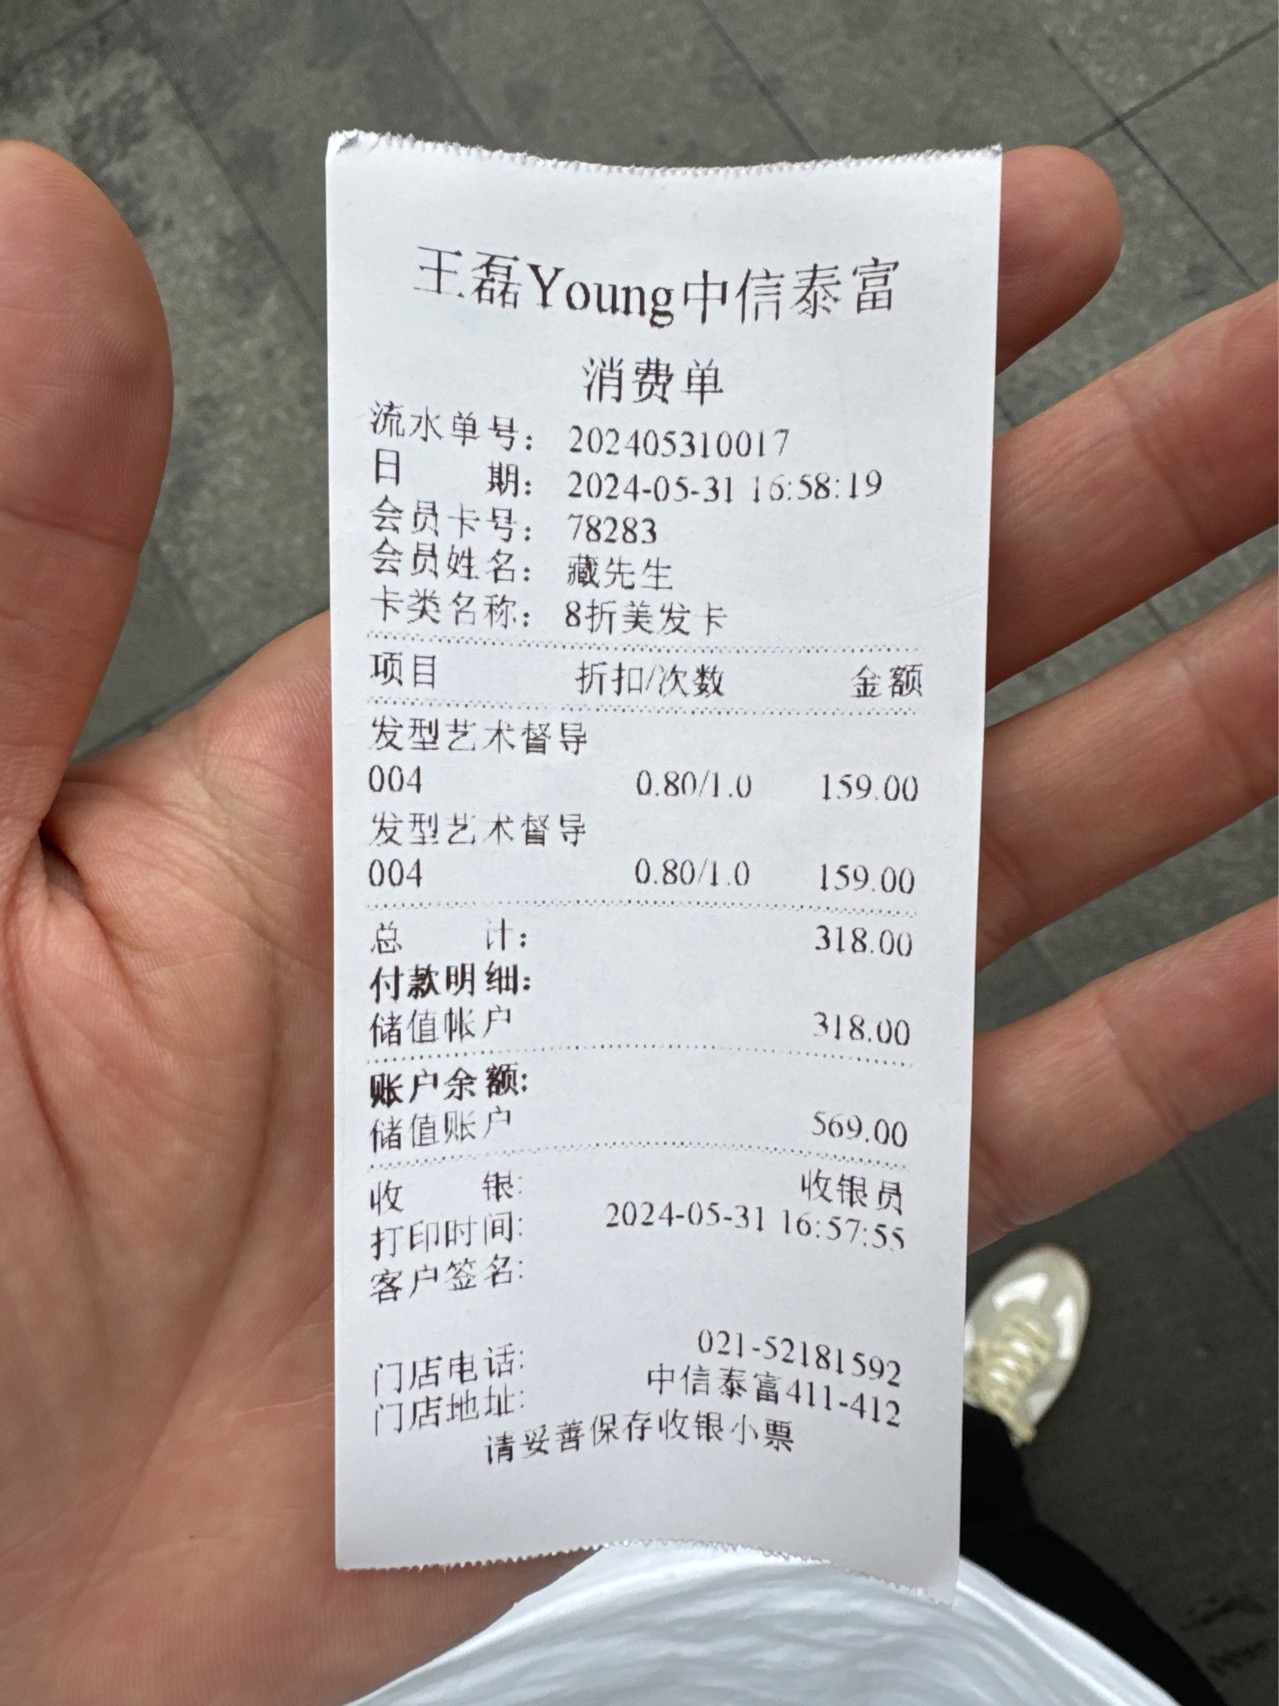 王磊Young中信泰富
消费单
流水单号： 202405310017
日 期： 2024-05-31 16:58:19
会员卡号： 78283
会员姓名： 藏先生
卡类名称： 8折美发卡
项目 折扣/次数 金额
发型艺术督导
004 0.80/1.0 159.00
发型艺术督导
004 0.80/1.0 159.00
总 计： 318.00
付款明细：
储值帐户 318.00
账户余额:
储值账户 569.00
收 银: 收银员
打印时间: 2024-05-31 16:57:55
客户签名:
门店电话: 021-52181592
门店地址: 中信泰富411-412
请妥善保存收银小票